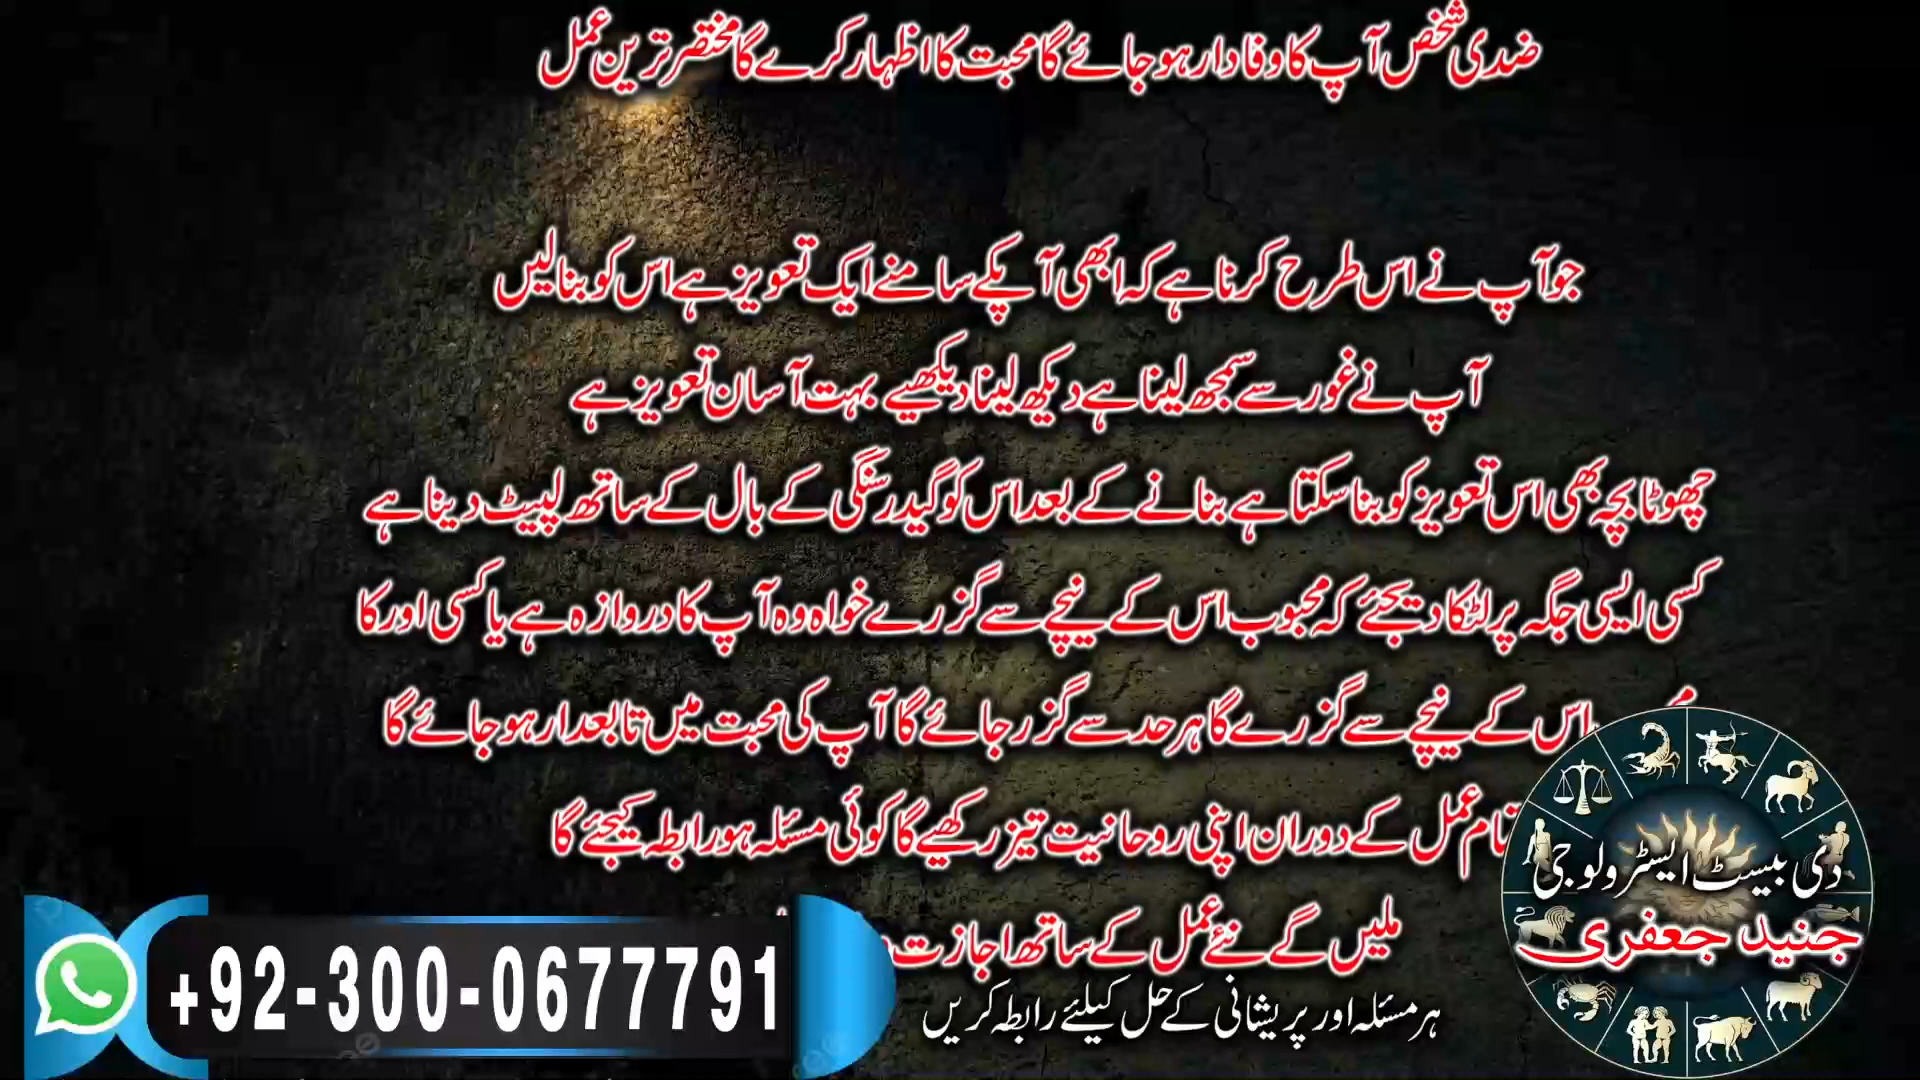 ضدی شخص آپ کا وفادار ہو جائے گا محبت کا اظہار کرے گا مختصر ترین عمل
جو آپ نے اس طرح کرنا ہے کہ ابھی آپکے سامنے ایک تعویز ہے اس کو بنا لیں
آپ نے غور سے سمجھ لینا ہے دیکھ لینا دیکھیے بہت آسان تعویز ہے
چھوٹا بچہ بھی اس تعویز کو بنا سکتا ہے بنانے کے بعد اس کو گیدر سنگی کے بال کے ساتھ لپیٹ دینا ہے
کسی ایسی جگہ پر لٹکا دیجئے کہ محبوب اس کے نیچے سے گزرے خواہ وہ آپ کا دروازہ ہے یا کسی اور کا
اس کے نیچے سے گزرے گا ہر حد سے گزر جائے گا آپ کی محبت میں تابعدار ہو جائے گا
تمام عمل کے دوران اپنی روحانیت تیز رکھیے گا کوئی مسئلہ ہو رابطہ کیجئے گا
ملیں گے نئے عمل کے ساتھ اجازت
ہر مسئلہ اور پریشانی کے حل کیلئے رابطہ کریں
+92-300-0677791
دی بیسٹ ایسٹرولوجی
جنید جعفری